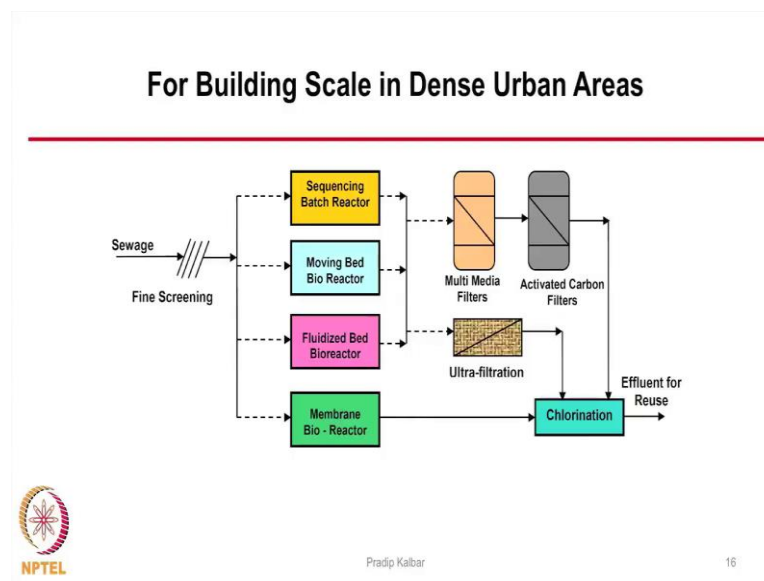 For Building Scale in Dense Urban Areas
Sewage
Fine Screening
Sequencing
Batch Reactor
Moving Bed
Bio Reactor
Fluidized Bed
Bioreactor
Membrane
Bio - Reactor
Multi Media
Filters
Activated Carbon
Filters
Ultra-filtration
Chlorination
Effluent for
Reuse
NPTEL
Pradip Kalbar
16